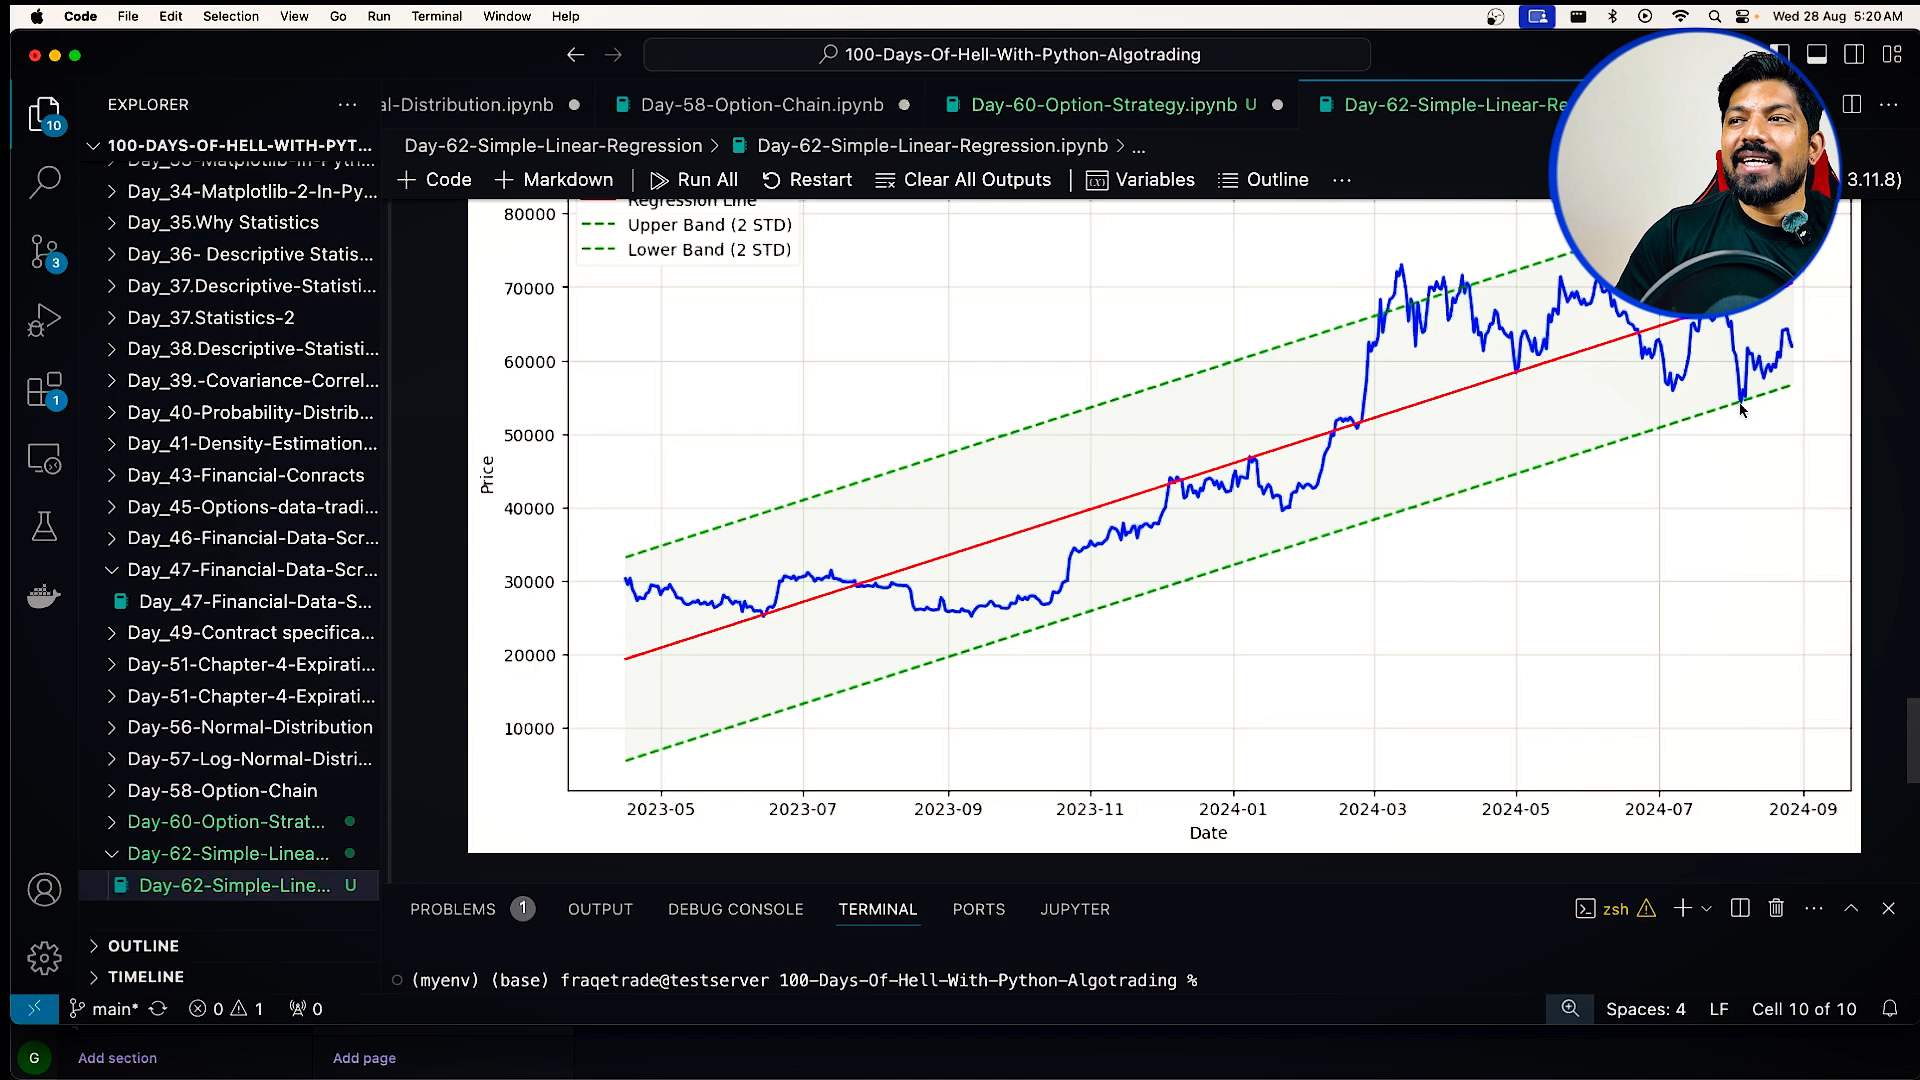 Code File Edit Selection View Go Run Terminal Window Help Wed 28 Aug 5:20 AM
100-Days-Of-Hell-With-Python-Algotrading
EXPLORER
al-Distribution.ipynb Day-58-Option-Chain.ipynb Day-60-Option-Strategy.ipynb U Day-62-Simple-Linear-Re
100-DAYS-OF-HELL-WITH-PYT...
Day-62-Simple-Linear-Regression > Day-62-Simple-Linear-Regression.ipynb > ...
+ Code + Markdown Run All Restart Clear All Outputs Variables Outline ... 3.11.8)
Day_34-Matplotlib-2-In-Py...
Day_35.Why Statistics
Day_36- Descriptive Statis...
Day_37.Descriptive-Statisti...
Day_37.Statistics-2
Day_38.Descriptive-Statisti...
Day_39.-Covariance-Correl...
Day_40-Probability-Distrib...
Day_41-Density-Estimation...
Day_43-Financial-Conracts
Day_45-Options-data-tradi...
Day_46-Financial-Data-Scr...
Day_47-Financial-Data-Scr...
Day_47-Financial-Data-S...
Day_49-Contract specifica...
Day-51-Chapter-4-Expirati...
Day-51-Chapter-4-Expirati...
Day-56-Normal-Distribution
Day-57-Log-Normal-Distri...
Day-58-Option-Chain
Day-60-Option-Strat...
Day-62-Simple-Linea...
Day-62-Simple-Line... U
OUTLINE
TIMELINE
10
3
1
Regression Line
Upper Band (2 STD)
Lower Band (2 STD)
80000
70000
60000
50000
40000
30000
20000
10000
Price
2023-05 2023-07 2023-09 2023-11 2024-01 2024-03 2024-05 2024-07 2024-09
Date
PROBLEMS 1 OUTPUT DEBUG CONSOLE TERMINAL PORTS JUPYTER zsh
(myenv) (base) fraqetrade@testserver 100-Days-Of-Hell-With-Python-Algotrading %
main* 0 1 0 Spaces: 4 LF Cell 10 of 10
G Add section Add page